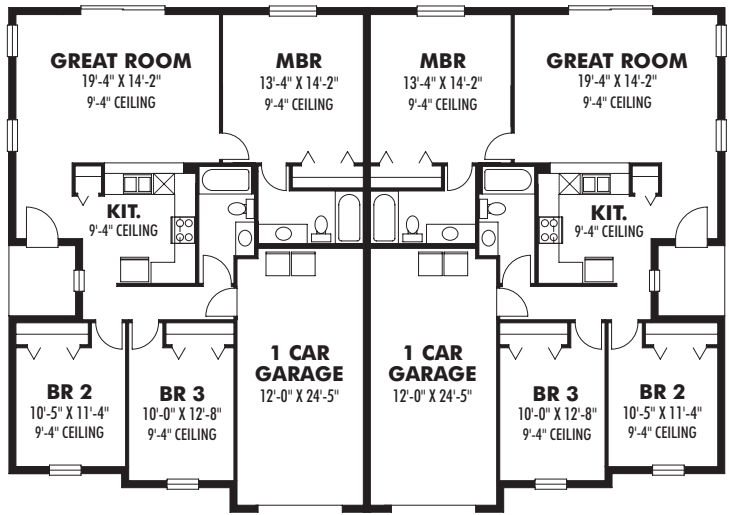 GREAT ROOM
19'-4" X 14'-2"
9'-4" CEILING
MBR
13'-4" X 14'-2"
9'-4" CEILING
MBR
13'-4" X 14'-2"
9'-4" CEILING
GREAT ROOM
19'-4" X 14'-2"
9'-4" CEILING
KIT.
9'-4" CEILING
KIT.
9'-4" CEILING
BR 2
10'-5" X 11'-4"
9'-4" CEILING
BR 3
10'-0" X 12'-8"
9'-4" CEILING
1 CAR
GARAGE
12'-0" X 24'-5"
1 CAR
GARAGE
12'-0" X 24'-5"
BR 3
10'-0" X 12'-8"
9'-4" CEILING
BR 2
10'-5" X 11'-4"
9'-4" CEILING